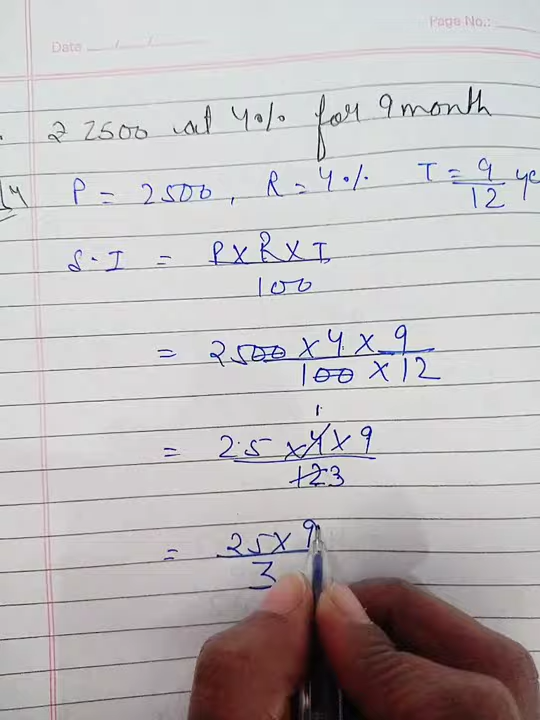 Page No.:
Date
₹ 2500 at 4% for 9 month
P = 2500, R = 4% T = 9/12
S.I = P×R×T/100
= 2500 × 4 × 9/100 × 12
= 25 × 4 × 9/12 1 3
= 25 × 9/3